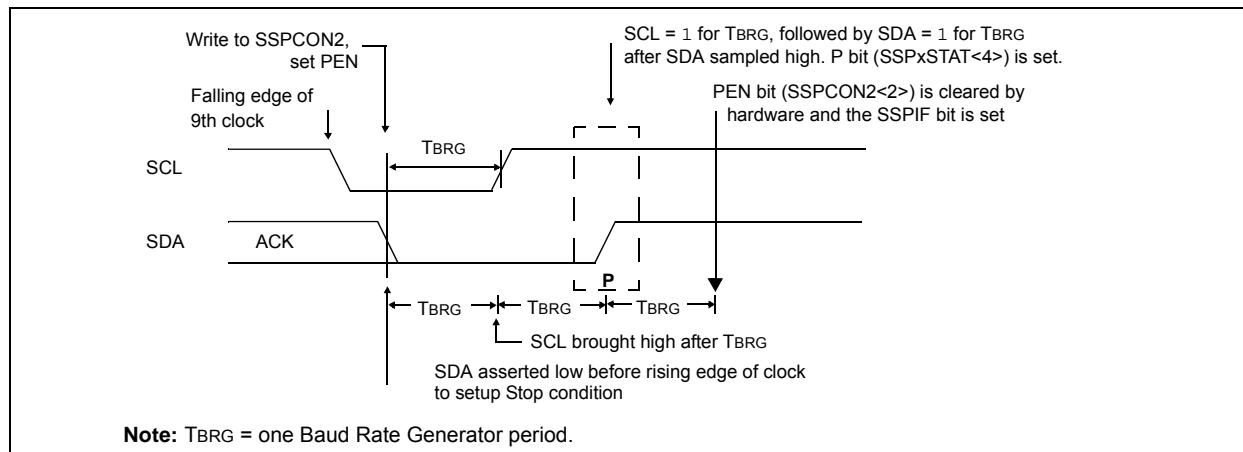 Write to SSPCON2,
set PEN
SCL = 1 for TBRG, followed by SDA = 1 for TBRG
after SDA sampled high. P bit (SSPxSTAT<4>) is set.
Falling edge of
9th clock
PEN bit (SSPCON2<2>) is cleared by
hardware and the SSPIF bit is set
TBRG
SCL
SDA
ACK
P
TBRG
TBRG
TBRG
SCL brought high after TBRG
SDA asserted low before rising edge of clock
to setup Stop condition
Note: TBRG = one Baud Rate Generator period.